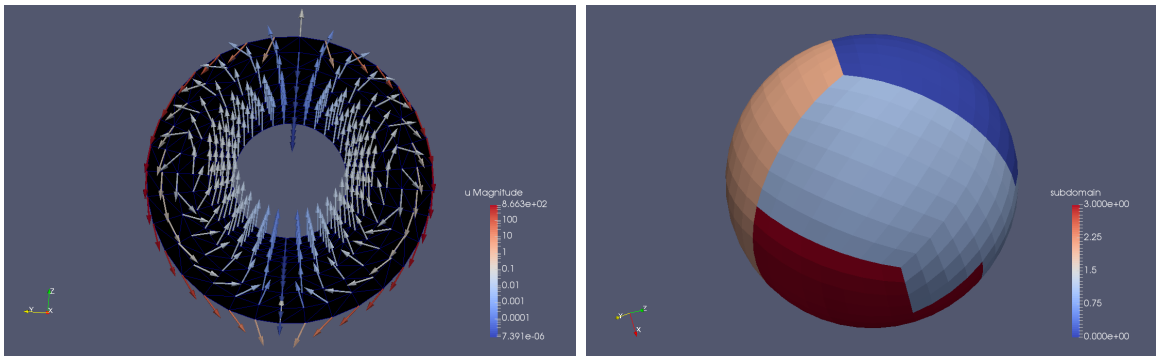 u Magnitude
8.663e+02
100
10
1
0.1
0.01
0.001
0.0001
7.391e-06
Z
Y
X
subdomain
3.000e+00
2.25
1.5
0.75
0.000e+00
Z
Y
X